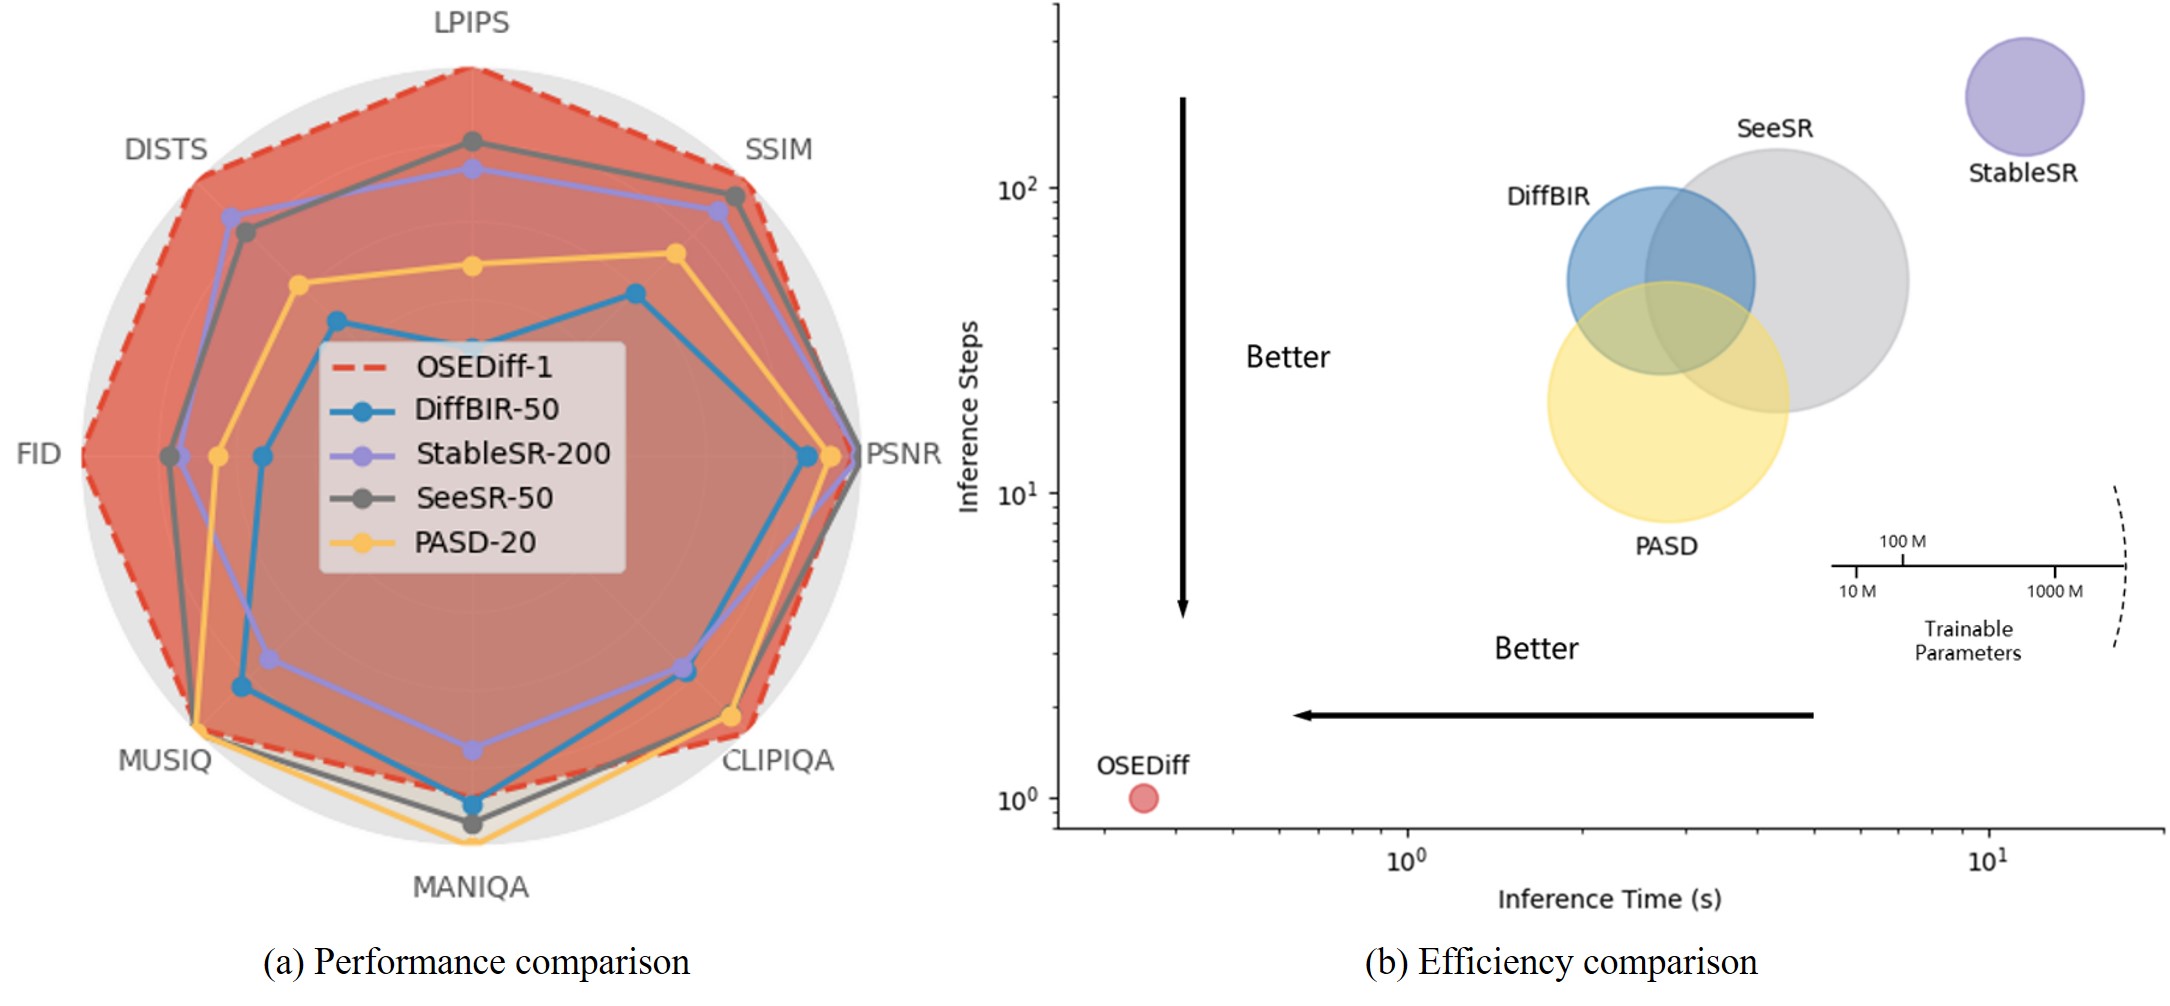 LPIPS
DISTS
SSIM
FID
PSNR
OSEDiff-1
DiffBIR-50
StableSR-200
SeeSR-50
PASD-20
MUSIQ
CLIPIQA
MANIQA
(a) Performance comparison
Inference Steps
10²
10¹
10⁰
SeeSR
DiffBIR
StableSR
Better
PASD
100 M
10 M
1000 M
Trainable
Parameters
Better
OSEDiff
10⁰
10¹
Inference Time (s)
(b) Efficiency comparison